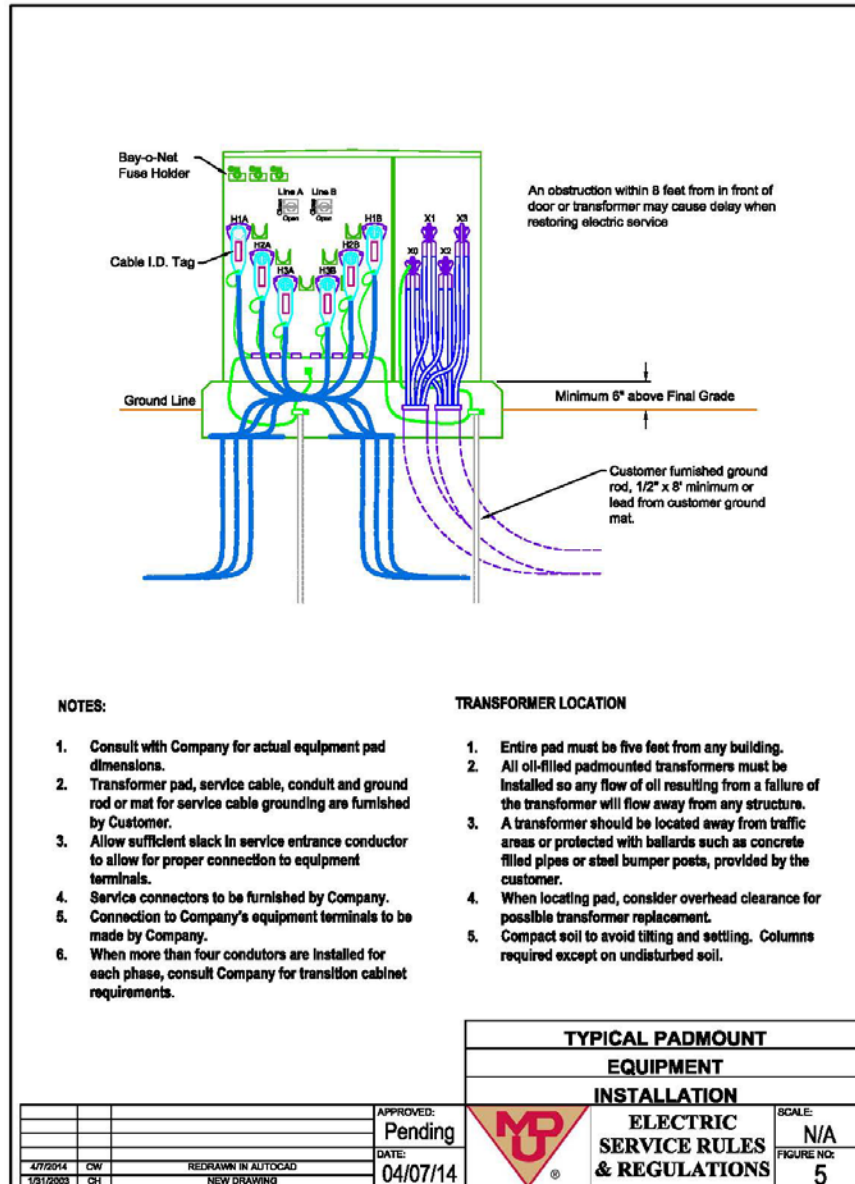 Bay-o-Net
Fuse Holder
Line A Line B
Close
Open
Close
Open
H1A
H2A
H3A
H3B
H2B
H1B
X0
X1
X2
X3
Cable I.D. Tag
Ground Line
An obstruction within 8 feet from in front of
door or transformer may cause delay when
restoring electric service
Minimum 6" above Final Grade
Customer furnished ground
rod, 1/2" x 8' minimum or
lead from customer ground
mat.
NOTES:
1. Consult with Company for actual equipment pad
dimensions.
2. Transformer pad, service cable, conduit and ground
rod or mat for service cable grounding are furnished
by Customer.
3. Allow sufficient slack in service entrance conductor
to allow for proper connection to equipment
terminals.
4. Service connectors to be furnished by Company.
5. Connection to Company's equipment terminals to be
made by Company.
6. When more than four condutors are installed for
each phase, consult Company for transition cabinet
requirements.
TRANSFORMER LOCATION
1. Entire pad must be five feet from any building.
2. All oil-filled padmounted transformers must be
installed so any flow of oil resulting from a failure of
the transformer will flow away from any structure.
3. A transformer should be located away from traffic
areas or protected with ballards such as concrete
filled pipes or steel bumper posts, provided by the
customer.
4. When locating pad, consider overhead clearance for
possible transformer replacement.
5. Compact soil to avoid tilting and settling. Columns
required except on undisturbed soil.
TYPICAL PADMOUNT
EQUIPMENT
INSTALLATION
4/7/2014 CW REDRAWN IN AUTOCAD
1/31/2003 CH NEW DRAWING
APPROVED:
Pending
DATE:
04/07/14
MPU ®
ELECTRIC
SERVICE RULES
& REGULATIONS
SCALE:
N/A
FIGURE NO:
5